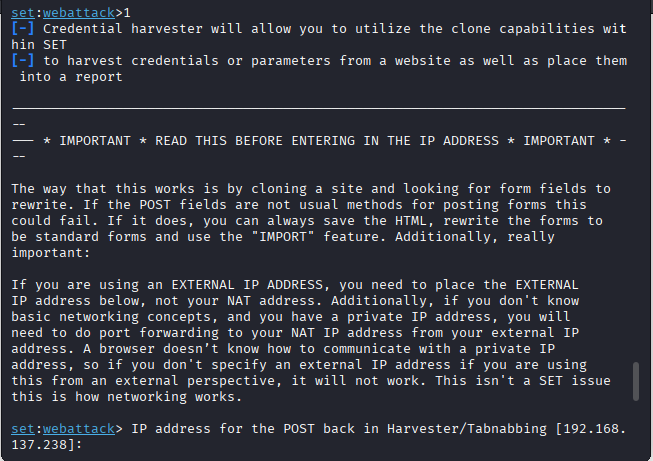 set:webattack>1
[-] Credential harvester will allow you to utilize the clone capabilities wit
hin SET
[-] to harvest credentials or parameters from a website as well as place them
 into a report

-------------------------------------------------------------------------------
--- * IMPORTANT * READ THIS BEFORE ENTERING IN THE IP ADDRESS * IMPORTANT * -
--

The way that this works is by cloning a site and looking for form fields to
rewrite. If the POST fields are not usual methods for posting forms this
could fail. If it does, you can always save the HTML, rewrite the forms to
be standard forms and use the "IMPORT" feature. Additionally, really
important:

If you are using an EXTERNAL IP ADDRESS, you need to place the EXTERNAL
IP address below, not your NAT address. Additionally, if you don't know
basic networking concepts, and you have a private IP address, you will
need to do port forwarding to your NAT IP address from your external IP
address. A browser doesn’t know how to communicate with a private IP
address, so if you don't specify an external IP address if you are using
this from an external perspective, it will not work. This isn't a SET issue
this is how networking works.

set:webattack> IP address for the POST back in Harvester/Tabnabbing [192.168.
137.238]: